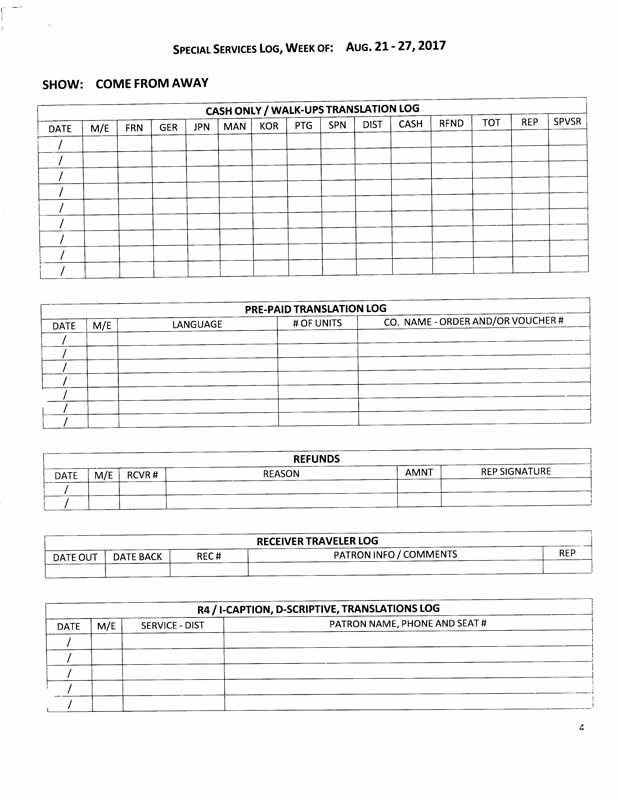 SPECIAL SERVICES LOG, WEEK OF: AUG. 21 - 27, 2017
SHOW: COME FROM AWAY
CASH ONLY / WALK-UPS TRANSLATION LOG
DATE M/E FRN GER JPN MAN KOR PTG SPN DIST CASH RFND TOT REP SPVSR
/
/
/
/
/
/
/
/
/
PRE-PAID TRANSLATION LOG
DATE M/E LANGUAGE # OF UNITS CO. NAME - ORDER AND/OR VOUCHER #
/
/
/
/
/
/
/
REFUNDS
DATE M/E RCVR # REASON AMNT REP SIGNATURE
/
/
RECEIVER TRAVELER LOG
DATE OUT DATE BACK REC # PATRON INFO / COMMENTS REP
R4 / I-CAPTION, D-SCRIPTIVE, TRANSLATIONS LOG
DATE M/E SERVICE - DIST PATRON NAME, PHONE AND SEAT #
/
/
/
/
/